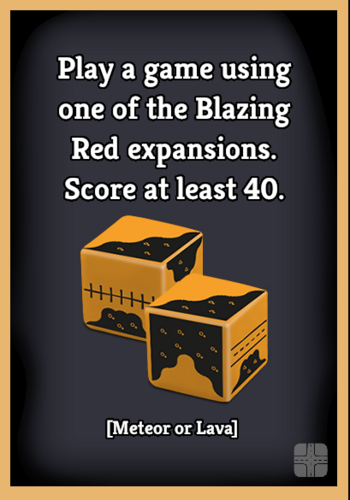 Play a game using
one of the Blazing
Red expansions.
Score at least 40.
[Meteor or Lava]